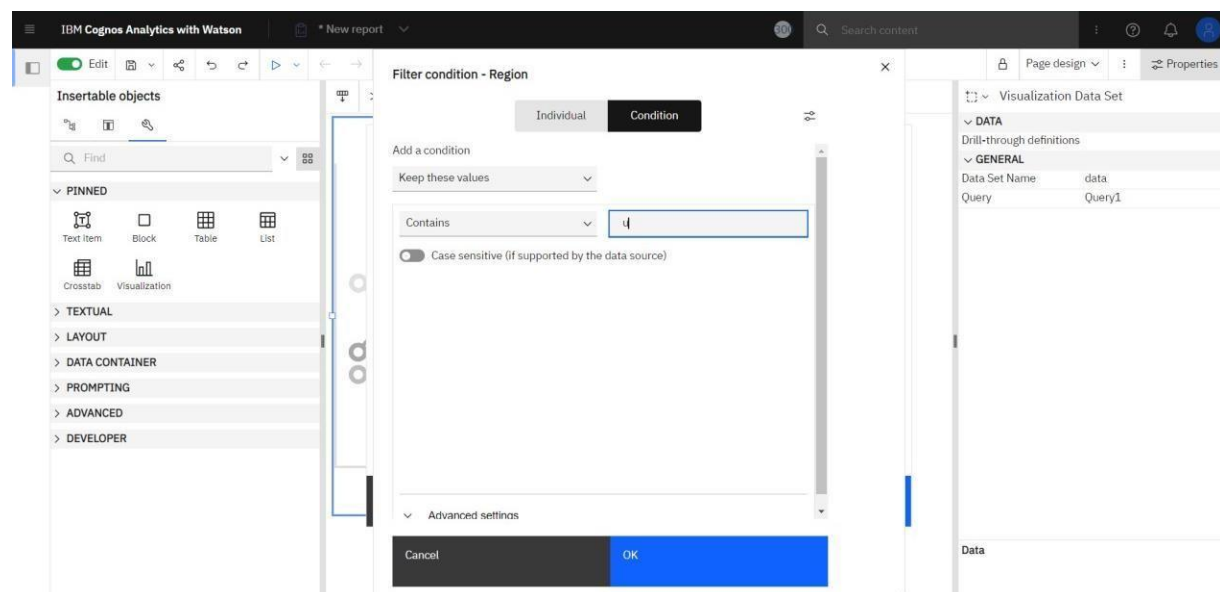 IBM Cognos Analytics with Watson
* New report
Search content
Edit
Page design
Properties
Insertable objects
Find
PINNED
Text item
Block
Table
List
Crosstab
Visualization
TEXTUAL
LAYOUT
DATA CONTAINER
PROMPTING
ADVANCED
DEVELOPER
Filter condition - Region
Individual
Condition
Add a condition
Keep these values
Contains
u
Case sensitive (if supported by the data source)
Advanced settings
Cancel
OK
Visualization Data Set
DATA
Drill-through definitions
GENERAL
Data Set Name data
Query Query1
Data